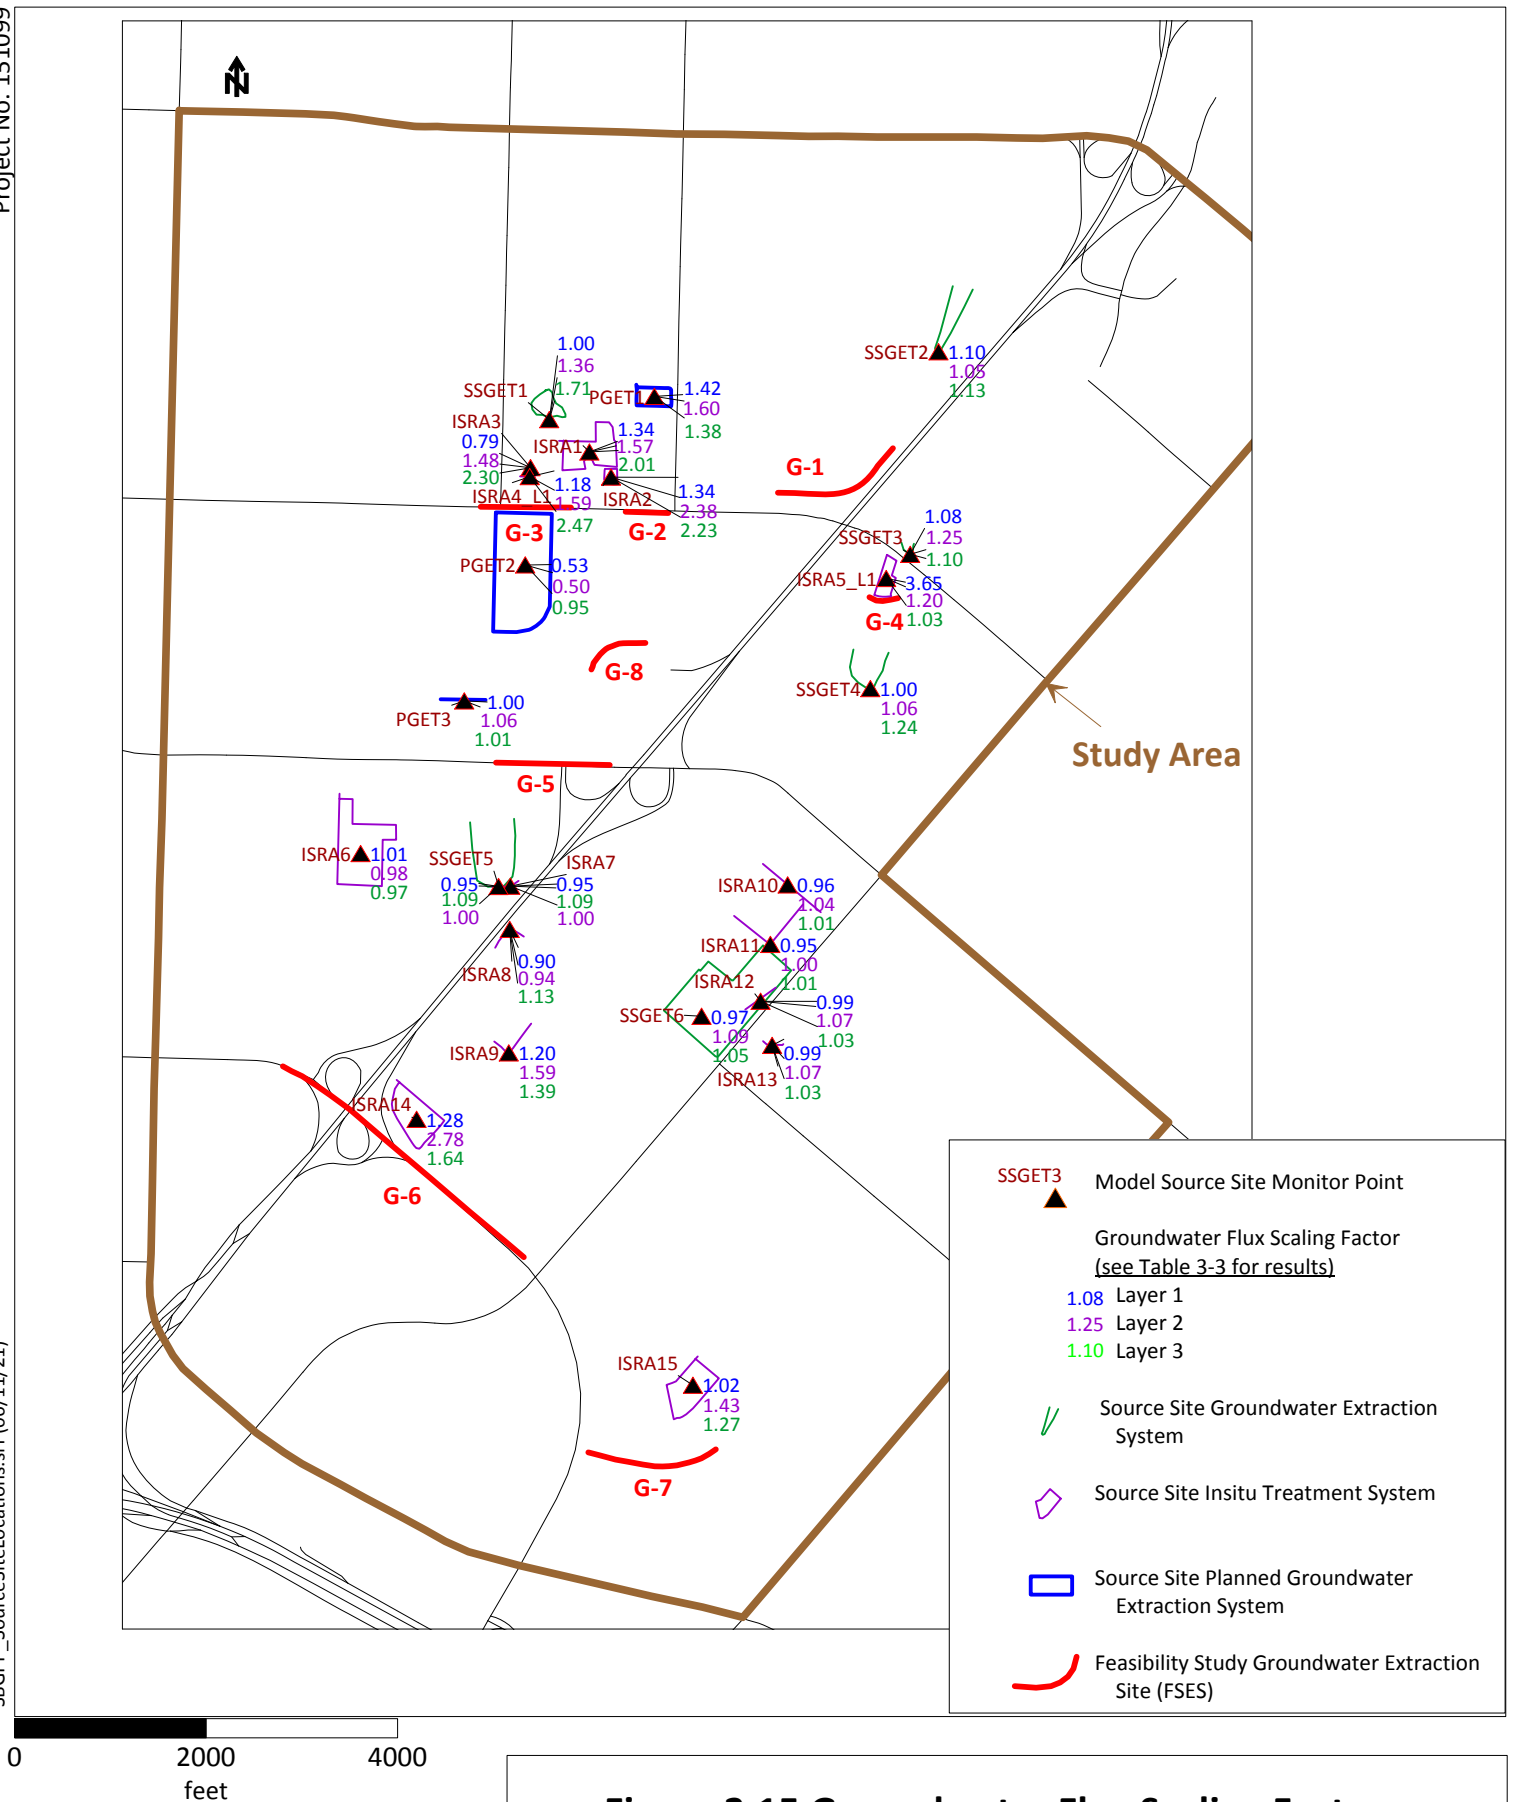 Project No. 151099
N
SSGET2
1.10
1.05
1.13
1.00
1.36
1.71
SSGET1
PGET1
1.42
1.60
1.38
ISRA3
0.79
1.48
2.30
ISRA1
1.34
1.57
2.01
ISRA4_L1
1.18
1.59
2.47
ISRA2
1.34
2.38
2.23
G-1
G-3
G-2
SSGET3
1.08
1.25
1.10
PGET2
0.53
0.50
0.95
ISRA5_L1
3.65
1.20
1.03
G-4
G-8
SSGET4
1.00
1.06
1.24
PGET3
1.00
1.06
1.01
Study Area
G-5
ISRA6
1.01
0.98
0.97
SSGET5
0.95
1.09
1.00
ISRA7
0.95
1.09
1.00
ISRA10
0.96
1.04
1.01
ISRA8
0.90
0.94
1.13
ISRA11
0.95
1.00
1.01
ISRA12
0.99
1.07
1.03
SSGET6
0.97
1.09
1.05
ISRA9
1.20
1.59
1.39
ISRA13
0.99
1.07
1.03
ISRA14
1.28
2.78
1.64
G-6
ISRA15
1.02
1.43
1.27
G-7
SSGET3
Model Source Site Monitor Point
Groundwater Flux Scaling Factor
(see Table 3-3 for results)
1.08 Layer 1
1.25 Layer 2
1.10 Layer 3
Source Site Groundwater Extraction
System
Source Site Insitu Treatment System
Source Site Planned Groundwater
Extraction System
Feasibility Study Groundwater Extraction
Site (FSES)
0 2000 4000
feet